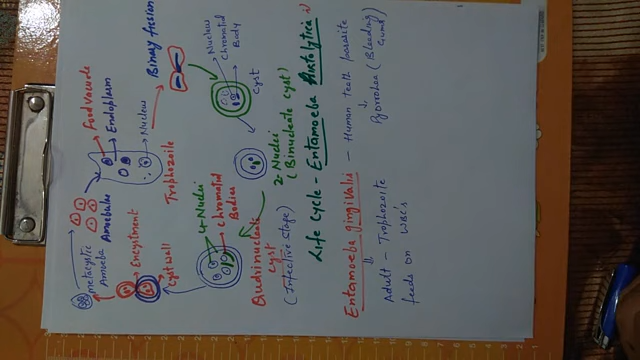 Life Cycle - Entamoeba histolytica
Binary fission
Food vacuole
Endoplasm
Nucleus
Trophozoite
Nucleus
Chromatid
Body
Cyst
2-Nuclei
(Binucleate Cyst)
Metacystic
Amoeba
Amoebulae
Encystment
Cyst wall
4-Nuclei
Chromatid
Bodies
Quadrinucleate
Cyst
(Infective Stage)
Entamoeba gingivalis - Human teeth parasite
Pyorrohea (Bleeding
Gums)
Adult - Trophozoite
feeds on WBC's